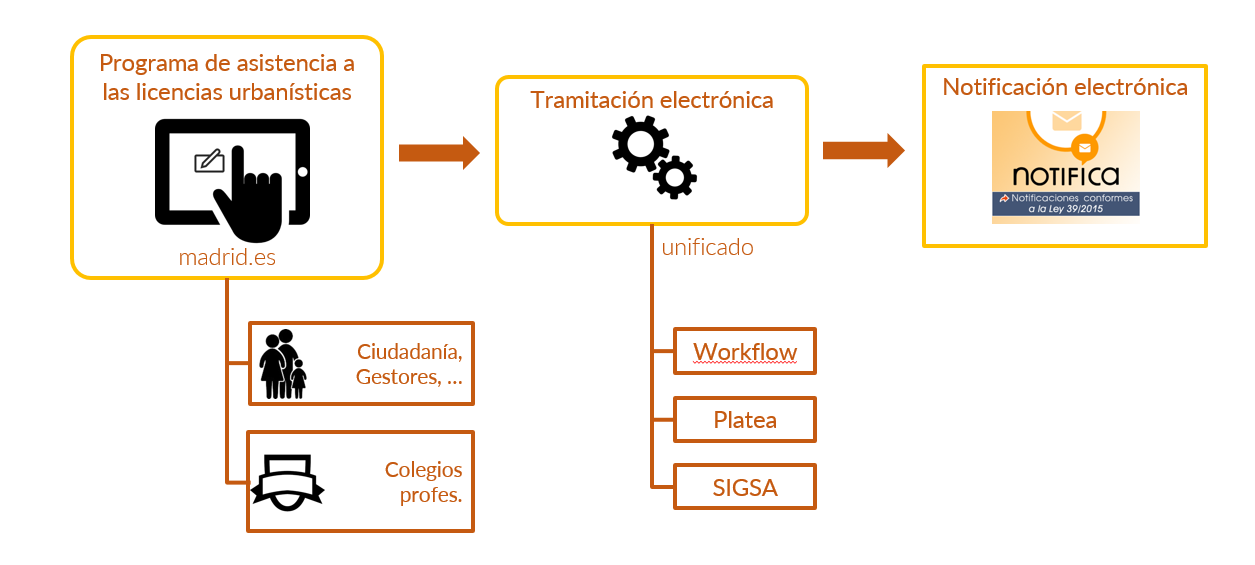 Programa de asistencia a
las licencias urbanísticas
madrid.es
Ciudadanía,
Gestores, ...
Colegios
profes.
Tramitación electrónica
unificado
Workflow
Platea
SIGSA
Notificación electrónica
NOTIFICA
Notificaciones conformes
a la Ley 39/2015